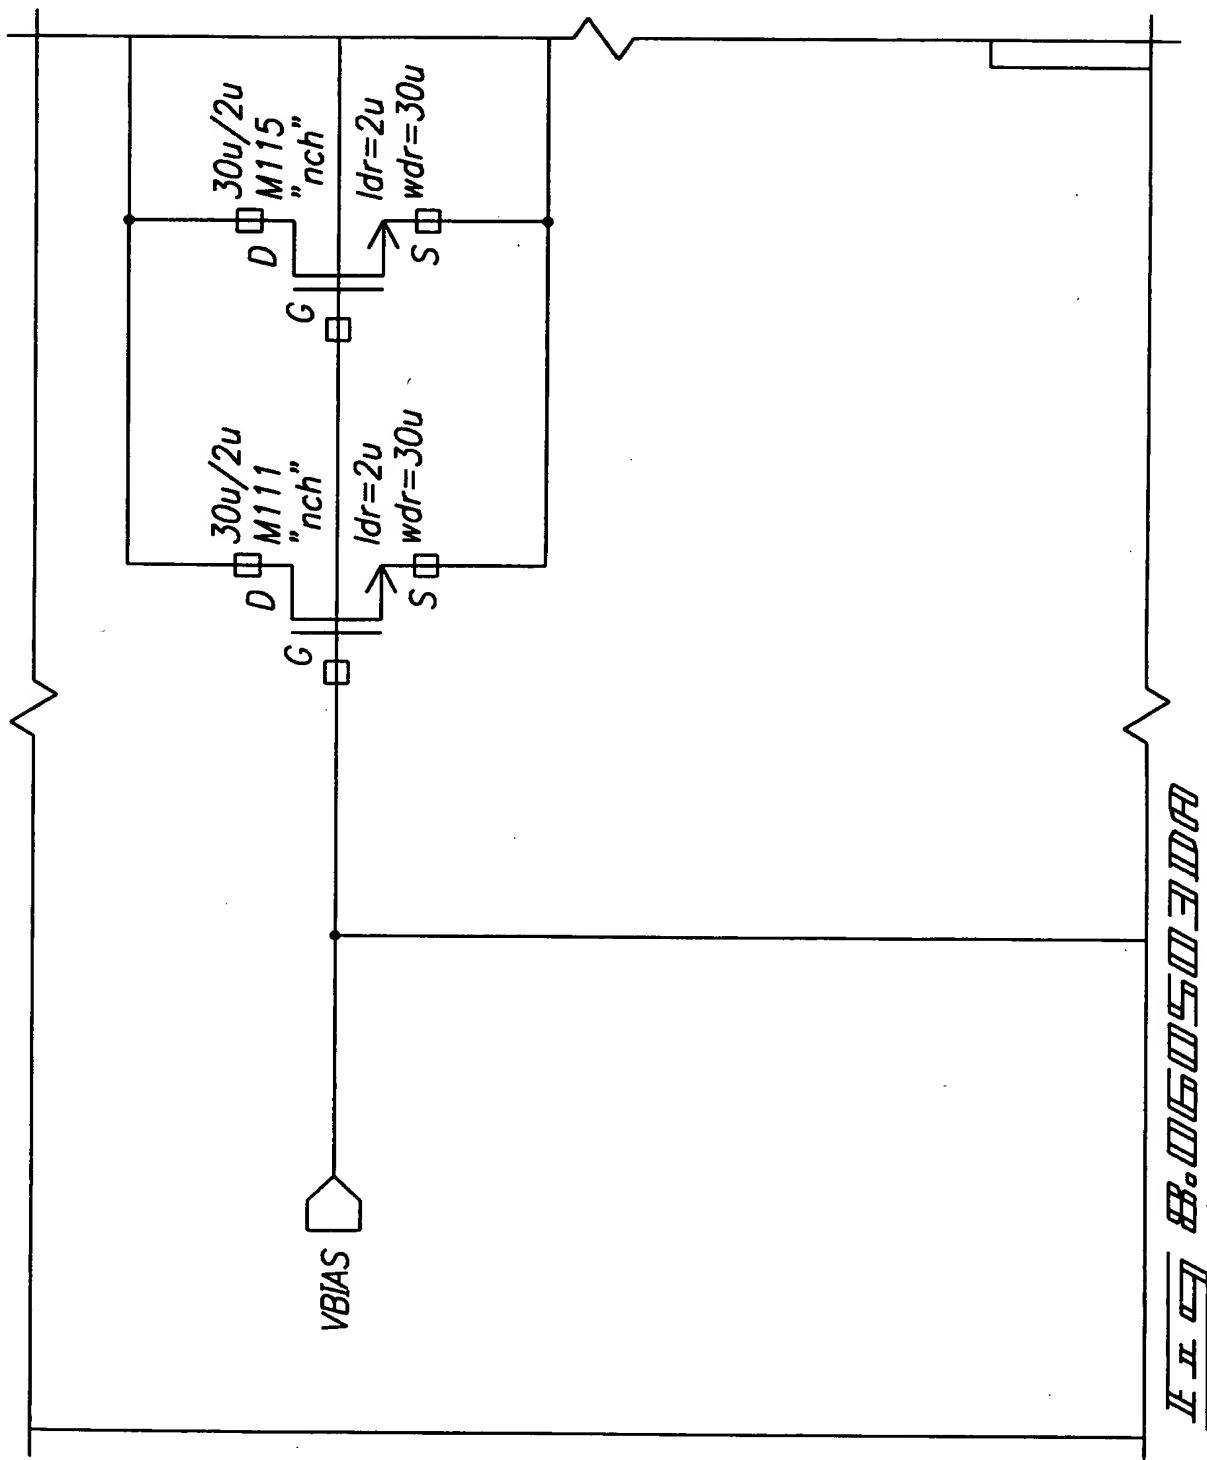 30u/2u
M111
"nch"
D
G
S
ldr=2u
wdr=30u
30u/2u
M115
"nch"
D
G
S
ldr=2u
wdr=30u
VBIAS
Fig 8.060503DA